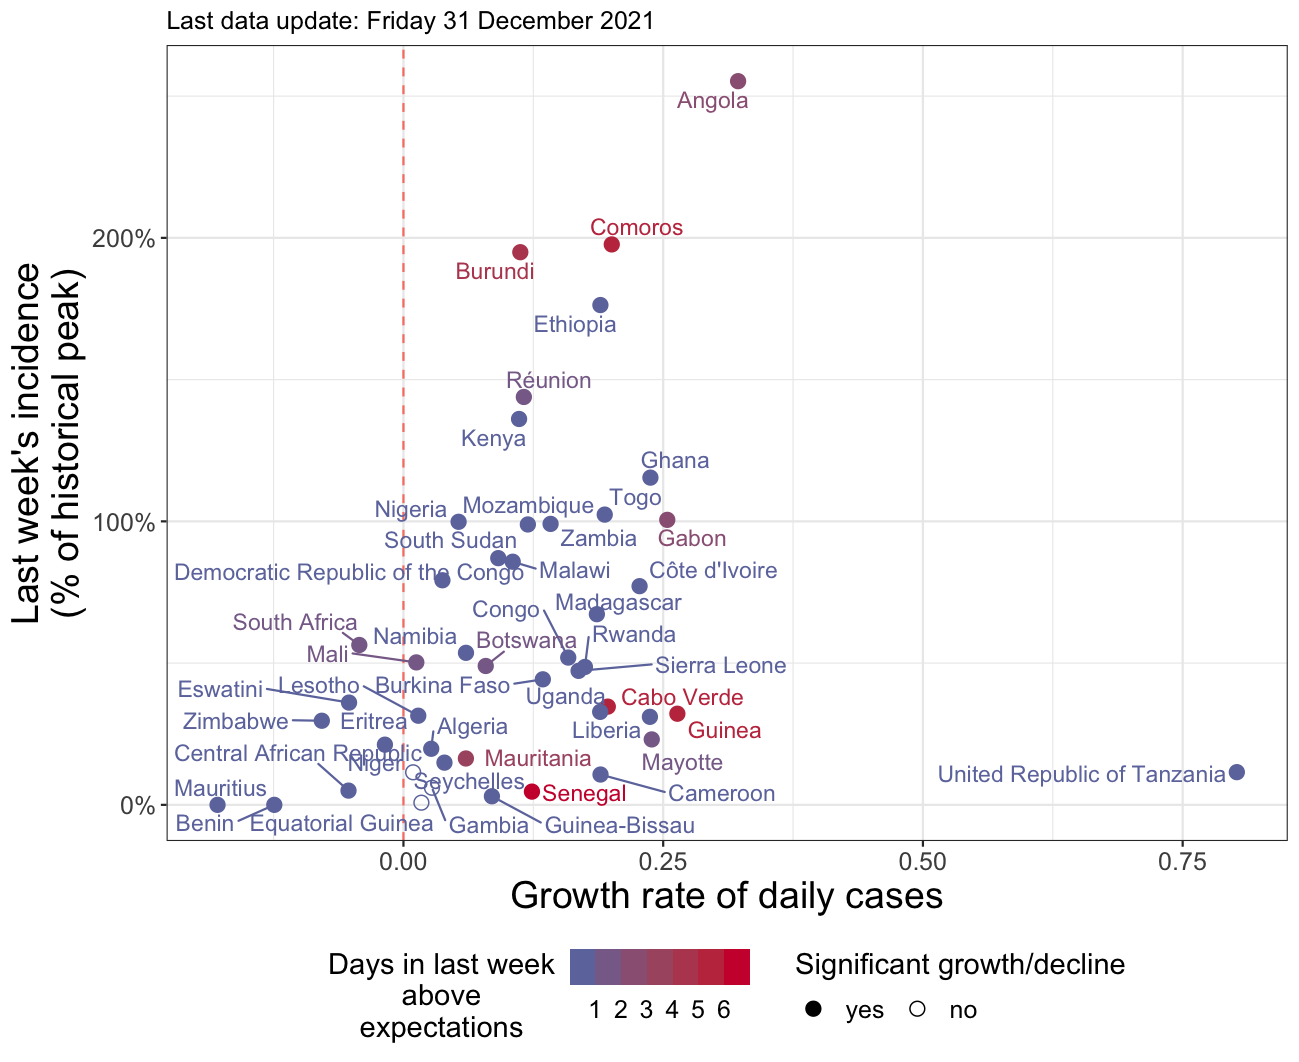 Last data update: Friday 31 December 2021
Last week's incidence
(% of historical peak)
Angola
200%
Comoros
Burundi
Ethiopia
Réunion
Kenya
Ghana
Togo
Nigeria
Mozambique
100%
South Sudan
Zambia
Gabon
Democratic Republic of the Congo
Malawi
Côte d'Ivoire
Congo
Madagascar
South Africa
Namibia
Botswana
Rwanda
Mali
Sierra Leone
Eswatini
Lesotho
Burkina Faso
Uganda
Cabo Verde
Zimbabwe
Eritrea
Algeria
Liberia
Guinea
Central African Republic
Niger
Mauritania
Mayotte
United Republic of Tanzania
Mauritius
Seychelles
Senegal
Cameroon
0%
Benin
Equatorial Guinea
Gambia
Guinea-Bissau
0.00
0.25
0.50
0.75
Growth rate of daily cases
Days in last week
above
expectations
1 2 3 4 5 6
Significant growth/decline
yes
no